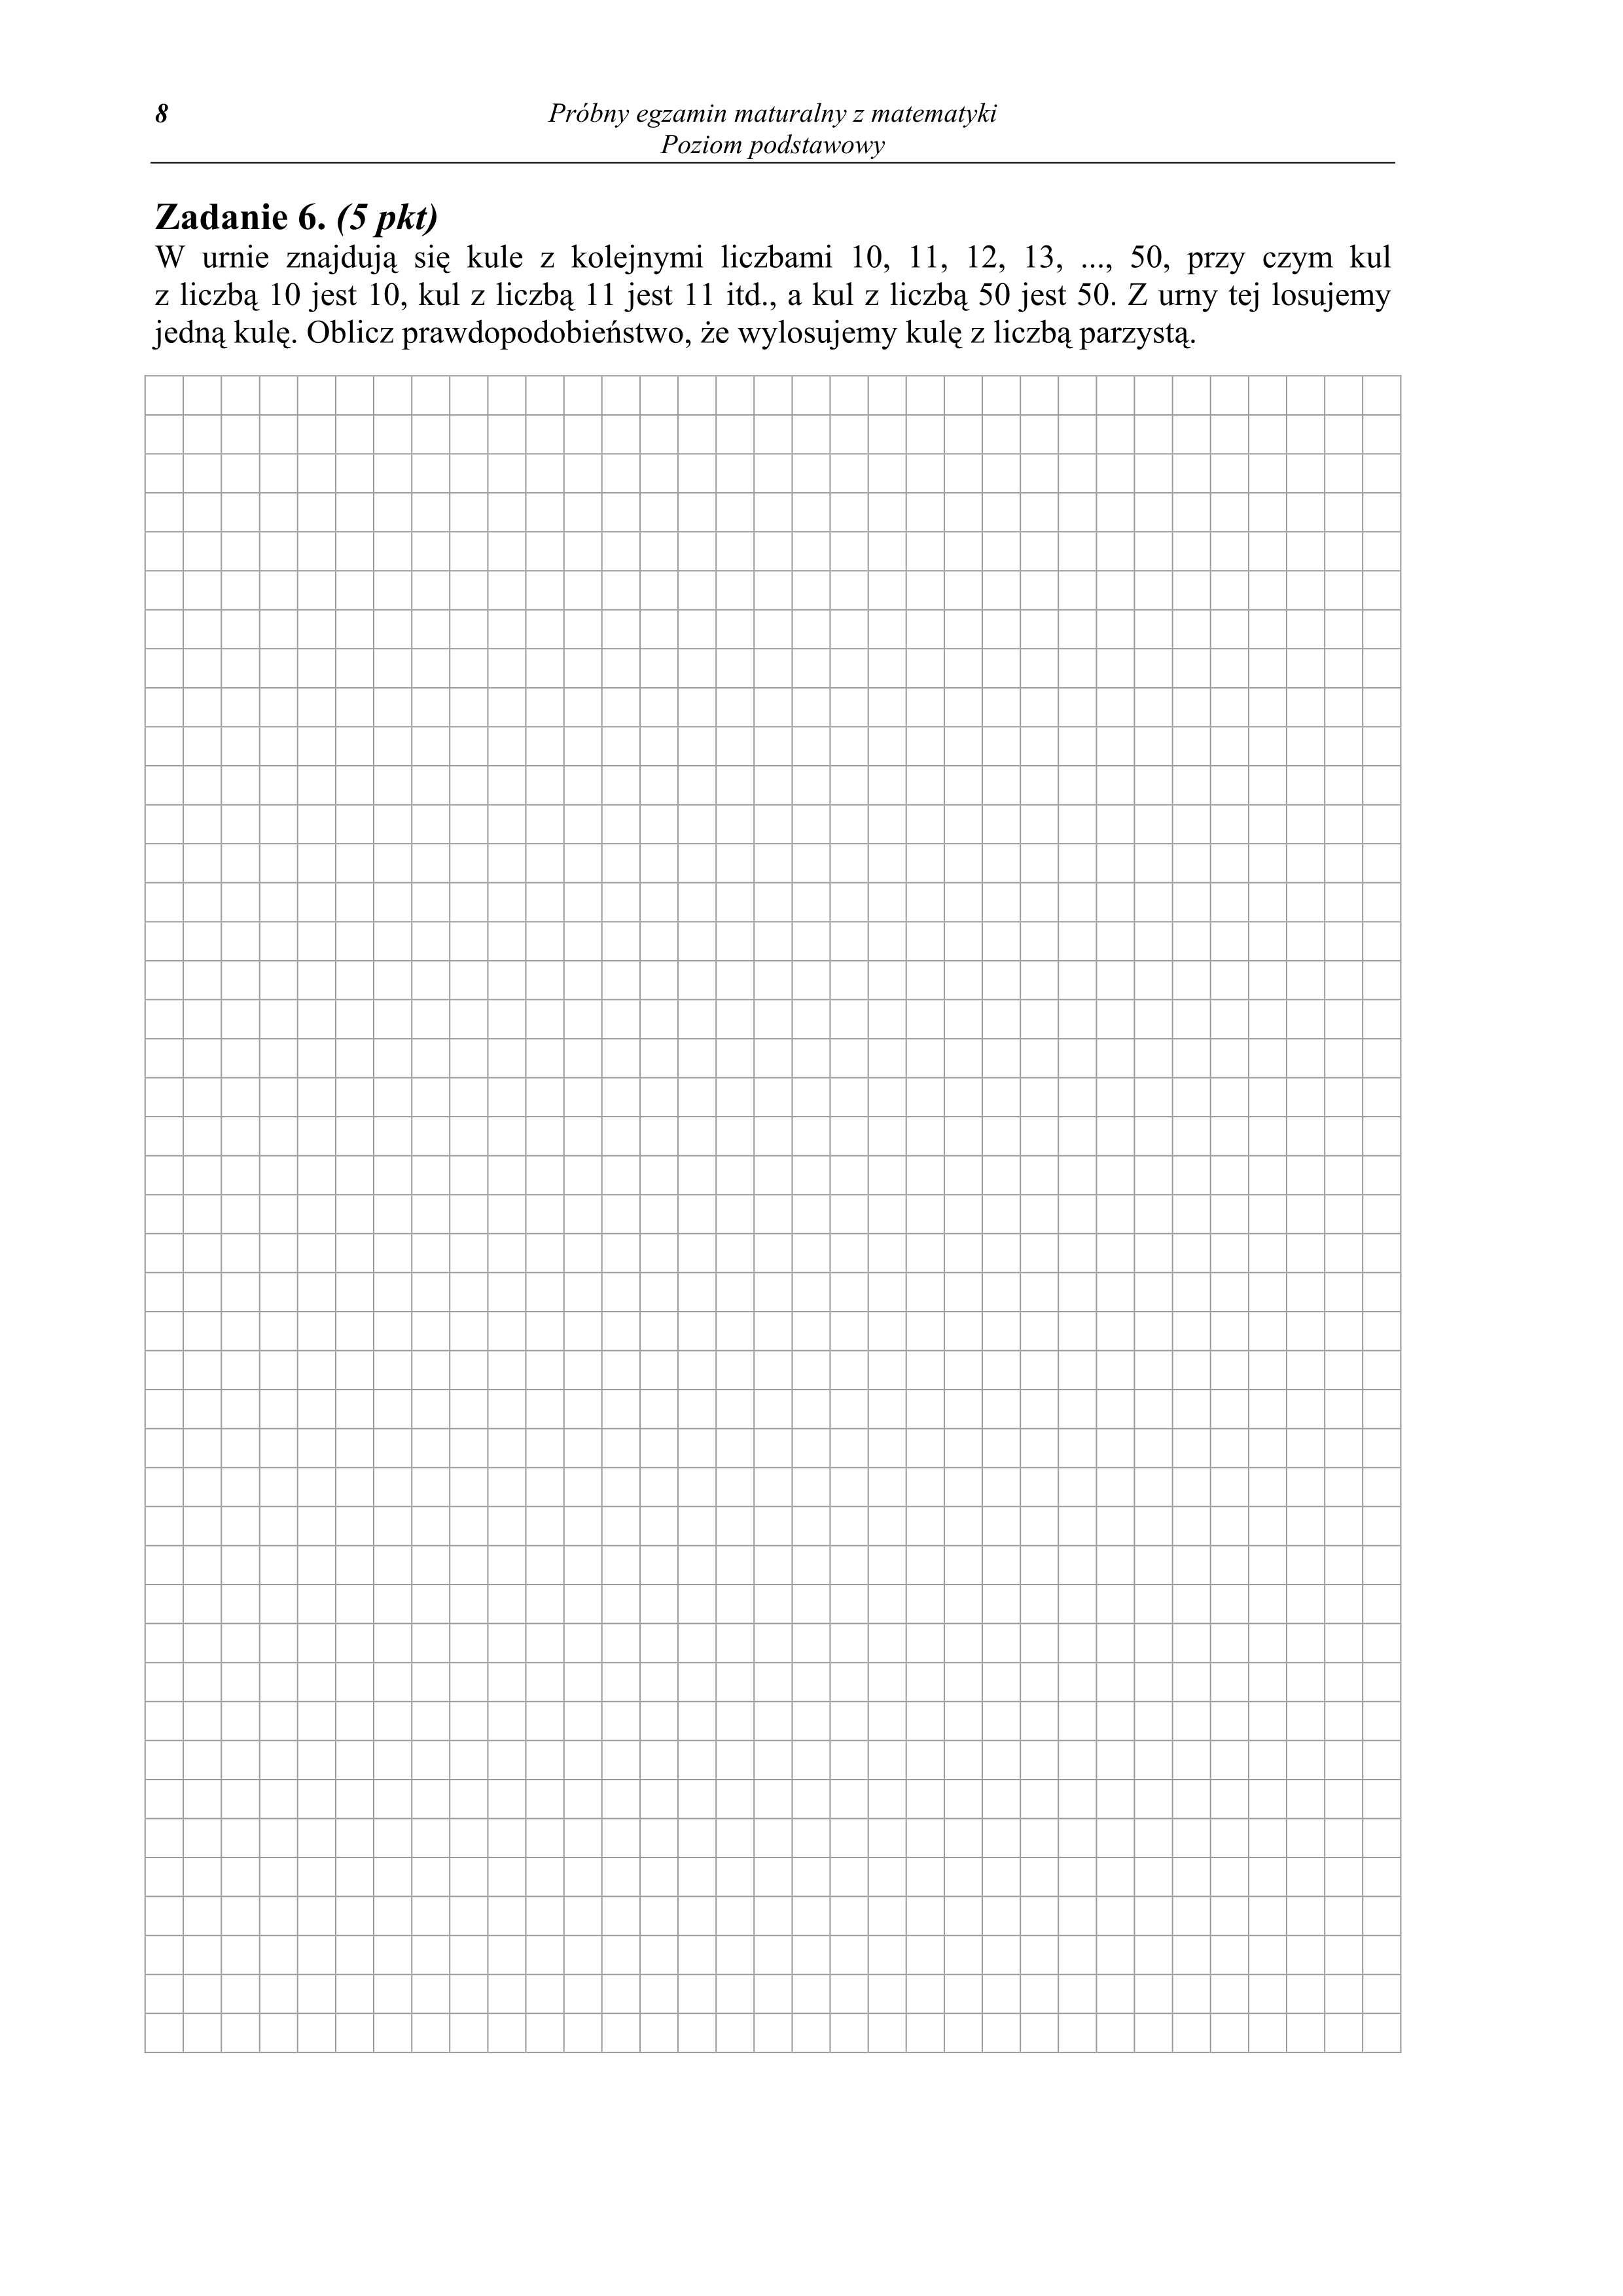 8
Próbny egzamin maturalny z matematyki
Poziom podstawowy
Zadanie 6. (5 pkt)
W urnie znajdują się kule z kolejnymi liczbami 10, 11, 12, 13, ..., 50, przy czym kul
z liczbą 10 jest 10, kul z liczbą 11 jest 11 itd., a kul z liczbą 50 jest 50. Z urny tej losujemy
jedną kulę. Oblicz prawdopodobieństwo, że wylosujemy kulę z liczbą parzystą.